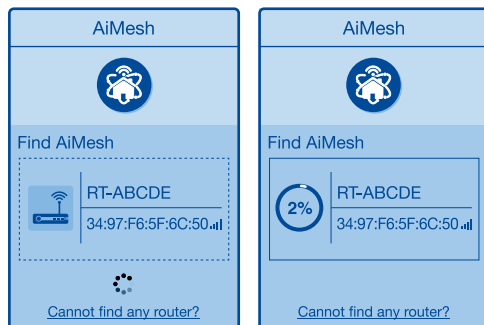 AiMesh
Find AiMesh
RT-ABCDE
34:97:F6:5F:6C:50
Cannot find any router?
AiMesh
Find AiMesh
2%
RT-ABCDE
34:97:F6:5F:6C:50
Cannot find any router?